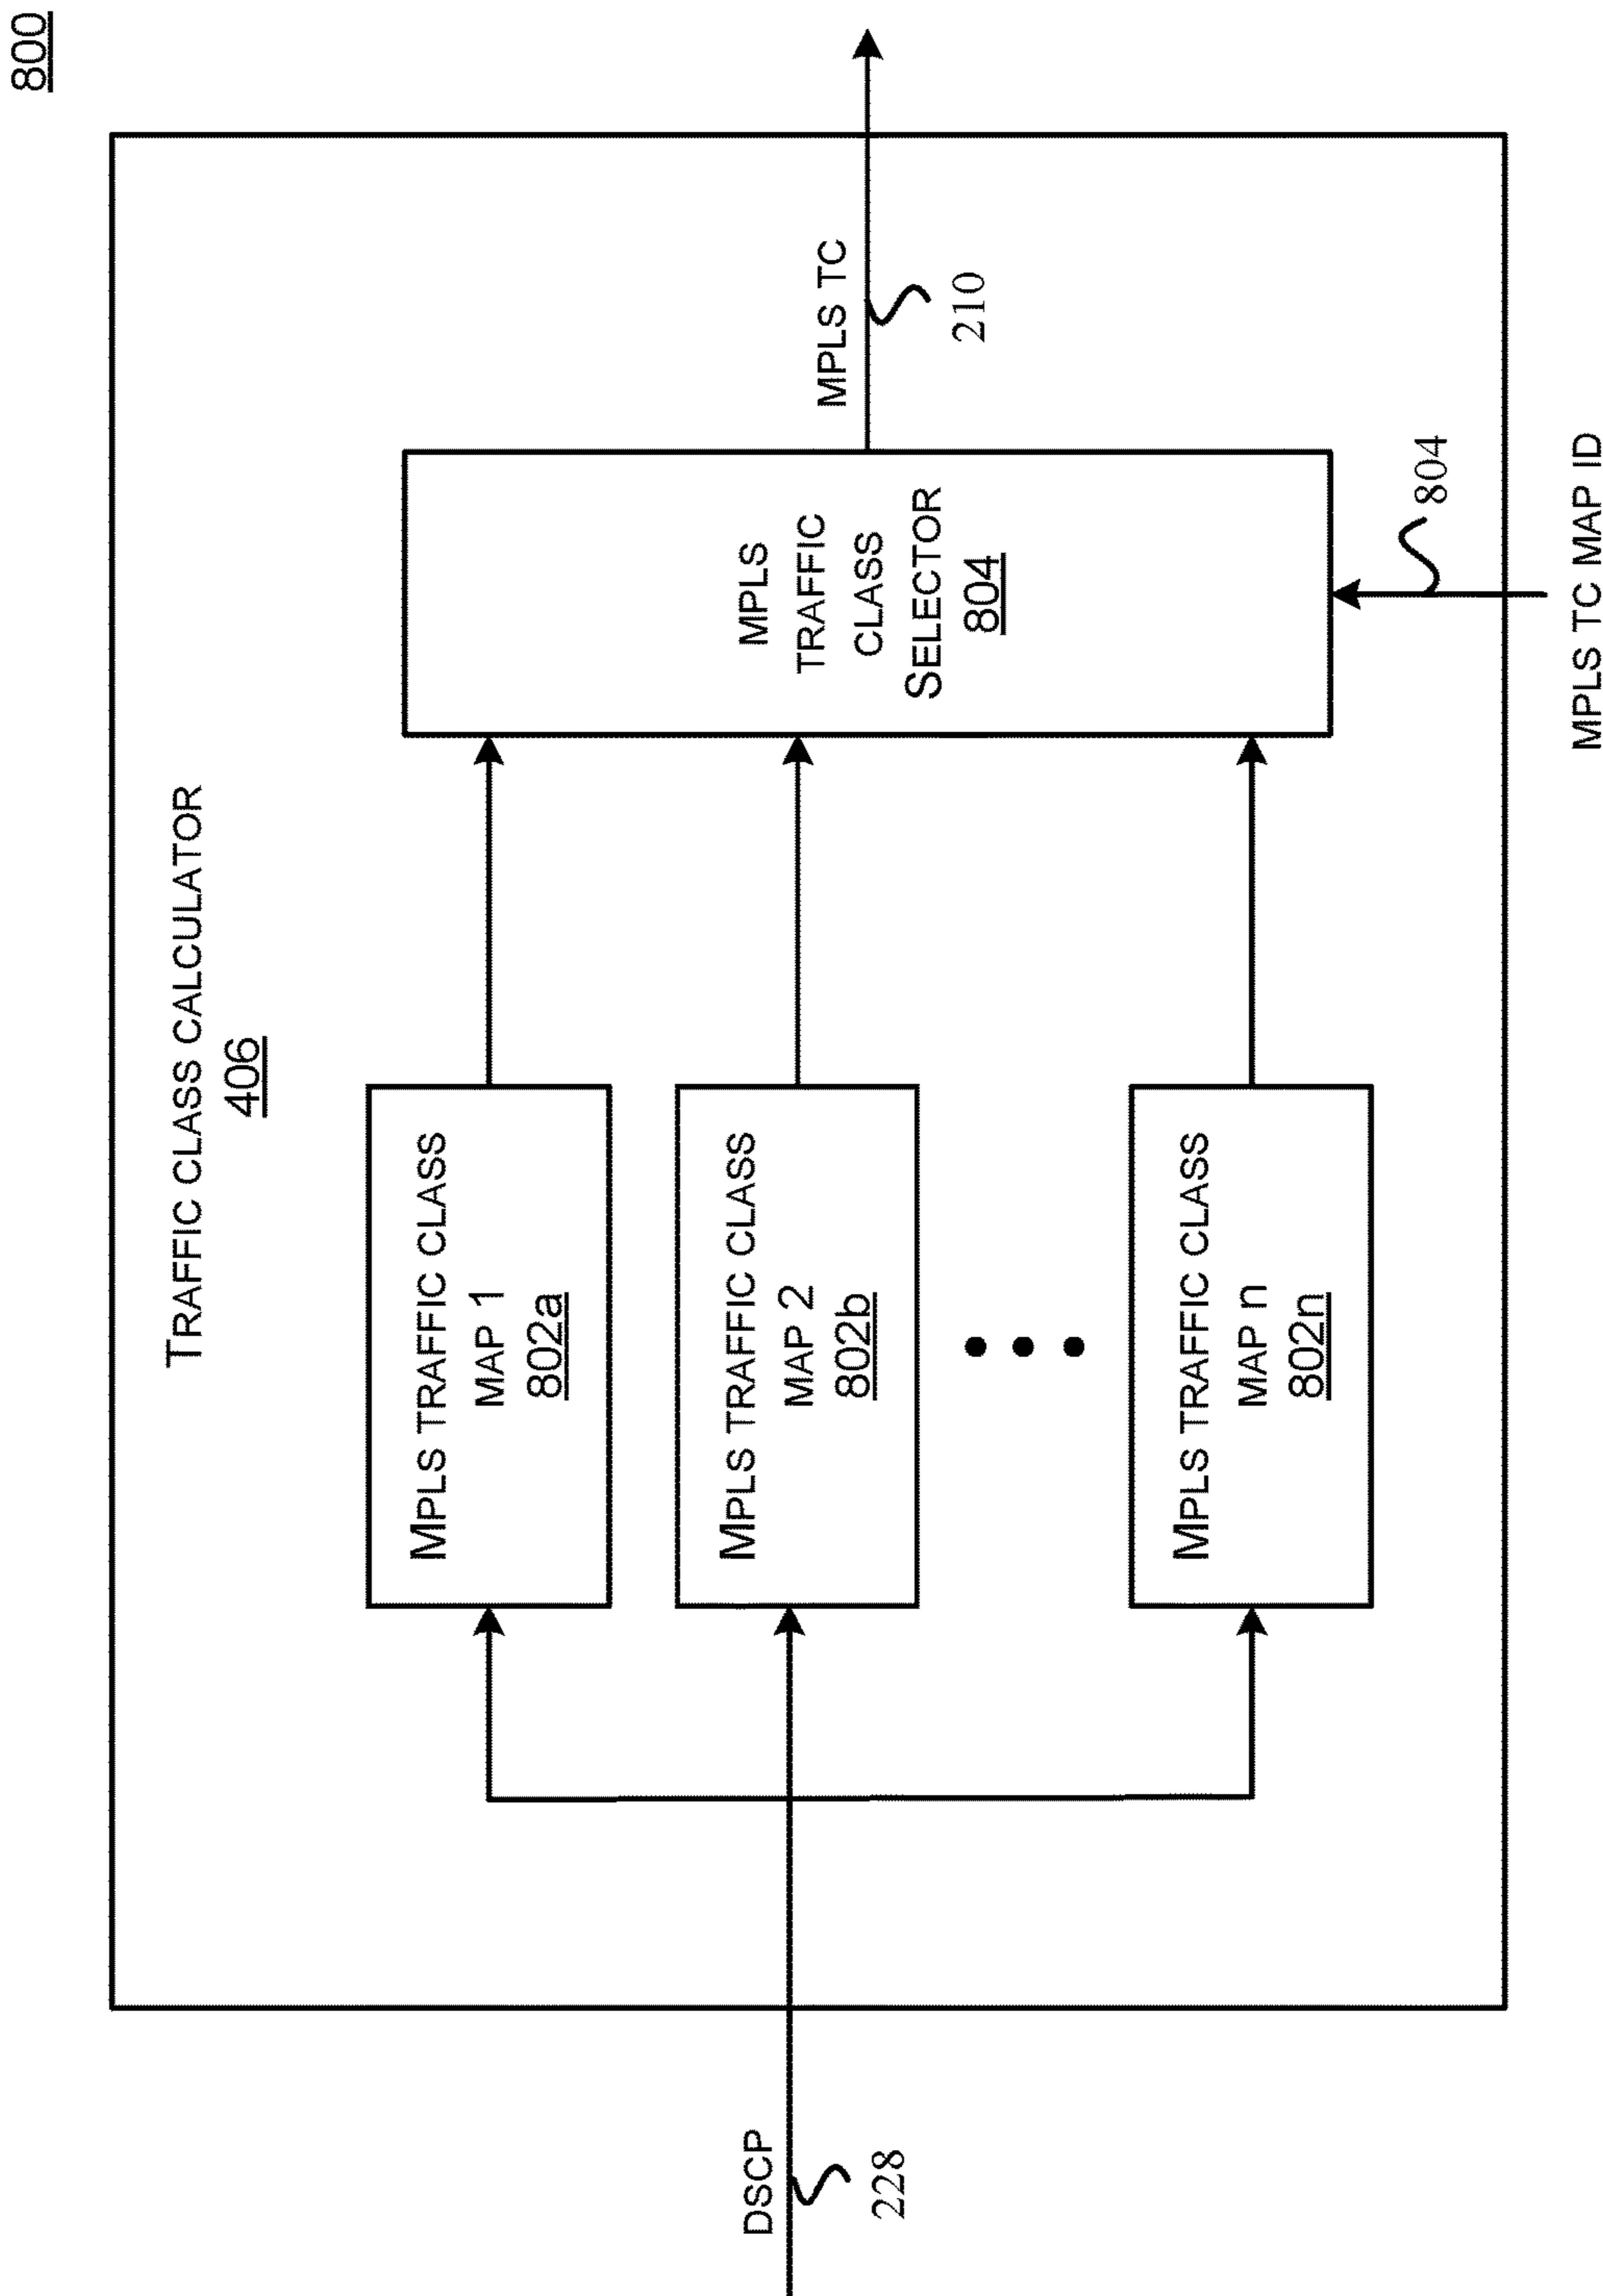 800
TRAFFIC CLASS CALCULATOR
406
MPLS TRAFFIC CLASS
MAP 1
802a
MPLS TRAFFIC CLASS
MAP 2
802b
MPLS TRAFFIC CLASS
MAP n
802n
MPLS
TRAFFIC
CLASS
SELECTOR
804
DSCP
228
MPLS TC
210
804
MPLS TC MAP ID